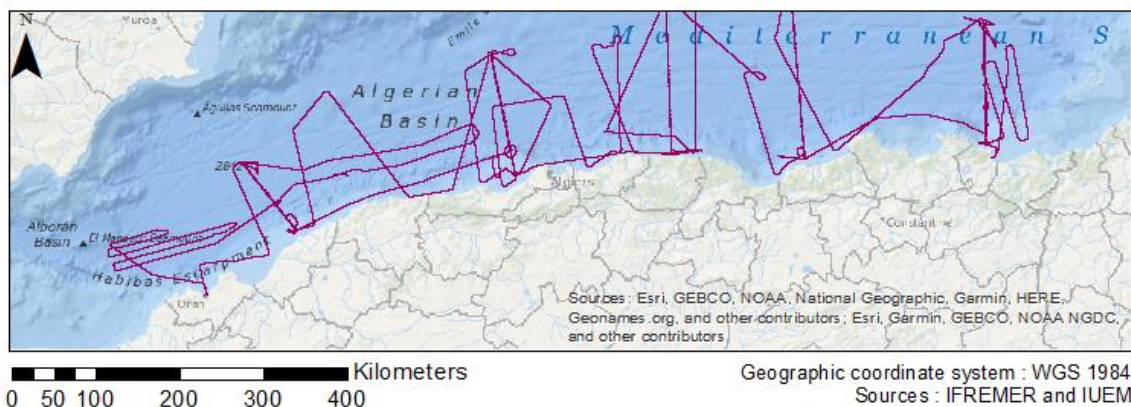 N
Murcia
Emile
Mediterranean S
Algerian
Basin
Águilas Seamount
Alborán
Basin
Habibas Escarpment
Oran
Algiers
Constantine
Sources: Esri, GEBCO, NOAA, National Geographic, Garmin, HERE,
Geonames.org, and other contributors; Esri, Garmin, GEBCO, NOAA NGDC,
and other contributors
Kilometers
0 50 100 200 300 400
Geographic coordinate system : WGS 1984
Sources : IFREMER and IUEM